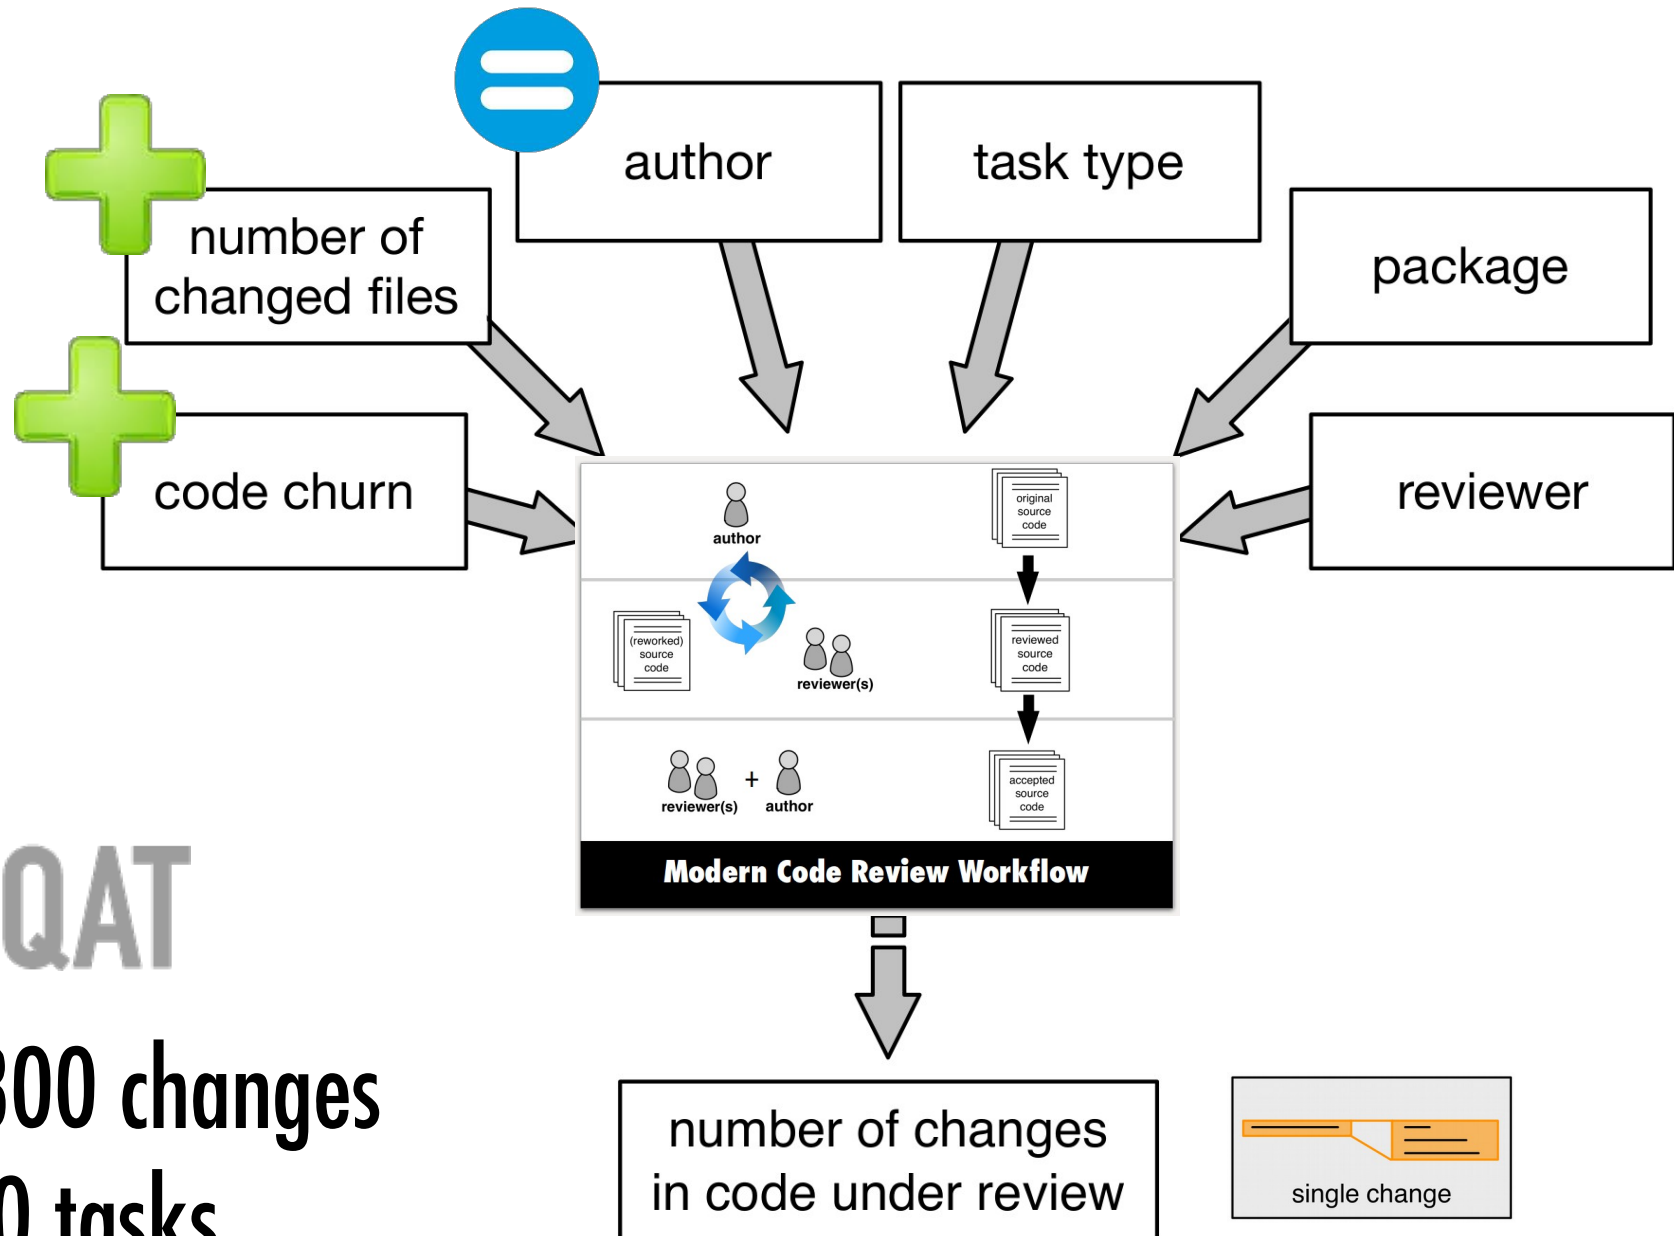 author
task type
number of
changed files
package
code churn
reviewer
author
original
source
code
(reworked)
source
code
reviewer(s)
reviewed
source
code
reviewer(s) + author
accepted
source
code
Modern Code Review Workflow
QAT
300 changes
0 tasks
number of changes
in code under review
single change